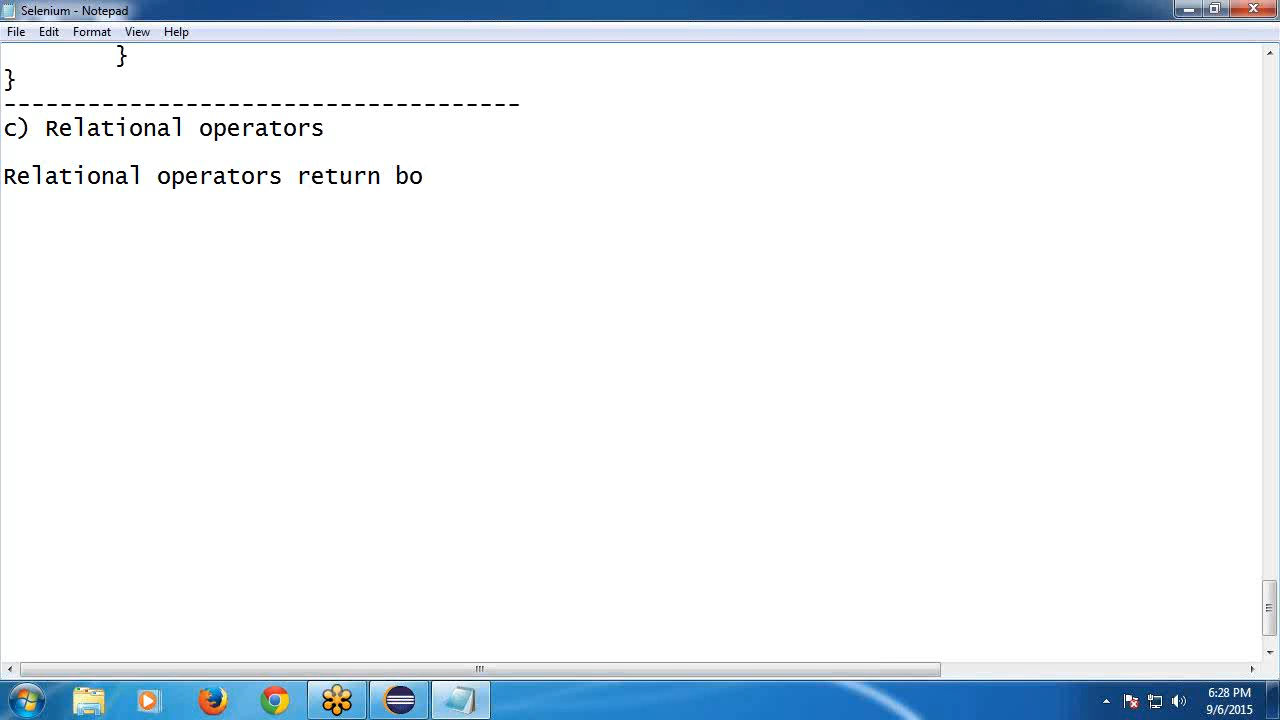 Selenium - Notepad
File Edit Format View Help
}
}
-------------------------------------
c) Relational operators
Relational operators return bo
6:28 PM
9/6/2015